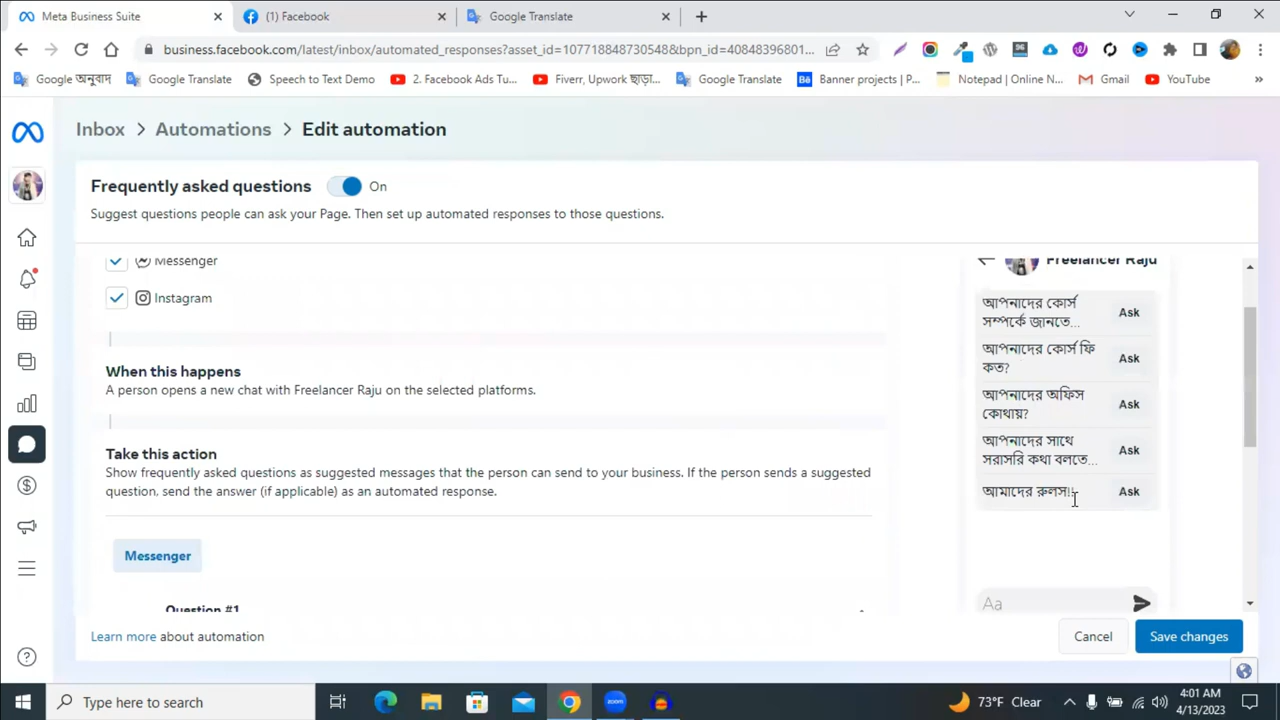 Meta Business Suite
(1) Facebook
Google Translate
business.facebook.com/latest/inbox/automated_responses?asset_id=107718848730548&bpn_id=40848396801...
Google অনুবাদ
Google Translate
Speech to Text Demo
2. Facebook Ads Tu...
Fiverr, Upwork ছাড়া...
Google Translate
Banner projects | P...
Notepad | Online N...
Gmail
YouTube
Inbox > Automations > Edit automation
Frequently asked questions On
Suggest questions people can ask your Page. Then set up automated responses to those questions.
Messenger
Instagram
When this happens
A person opens a new chat with Freelancer Raju on the selected platforms.
Take this action
Show frequently asked questions as suggested messages that the person can send to your business. If the person sends a suggested
question, send the answer (if applicable) as an automated response.
Messenger
Question #1
Freelancer Raju
আপনাদের কোর্স
সম্পর্কে জানতে...
Ask
আপনাদের কোর্স ফি
কত?
Ask
আপনাদের অফিস
কোথায়?
Ask
আপনাদের সাথে
সরাসরি কথা বলতে...
Ask
আমাদের রুলস!!
Ask
Aa
Learn more about automation
Cancel
Save changes
Type here to search
zoom
73°F Clear
4:01 AM
4/13/2023